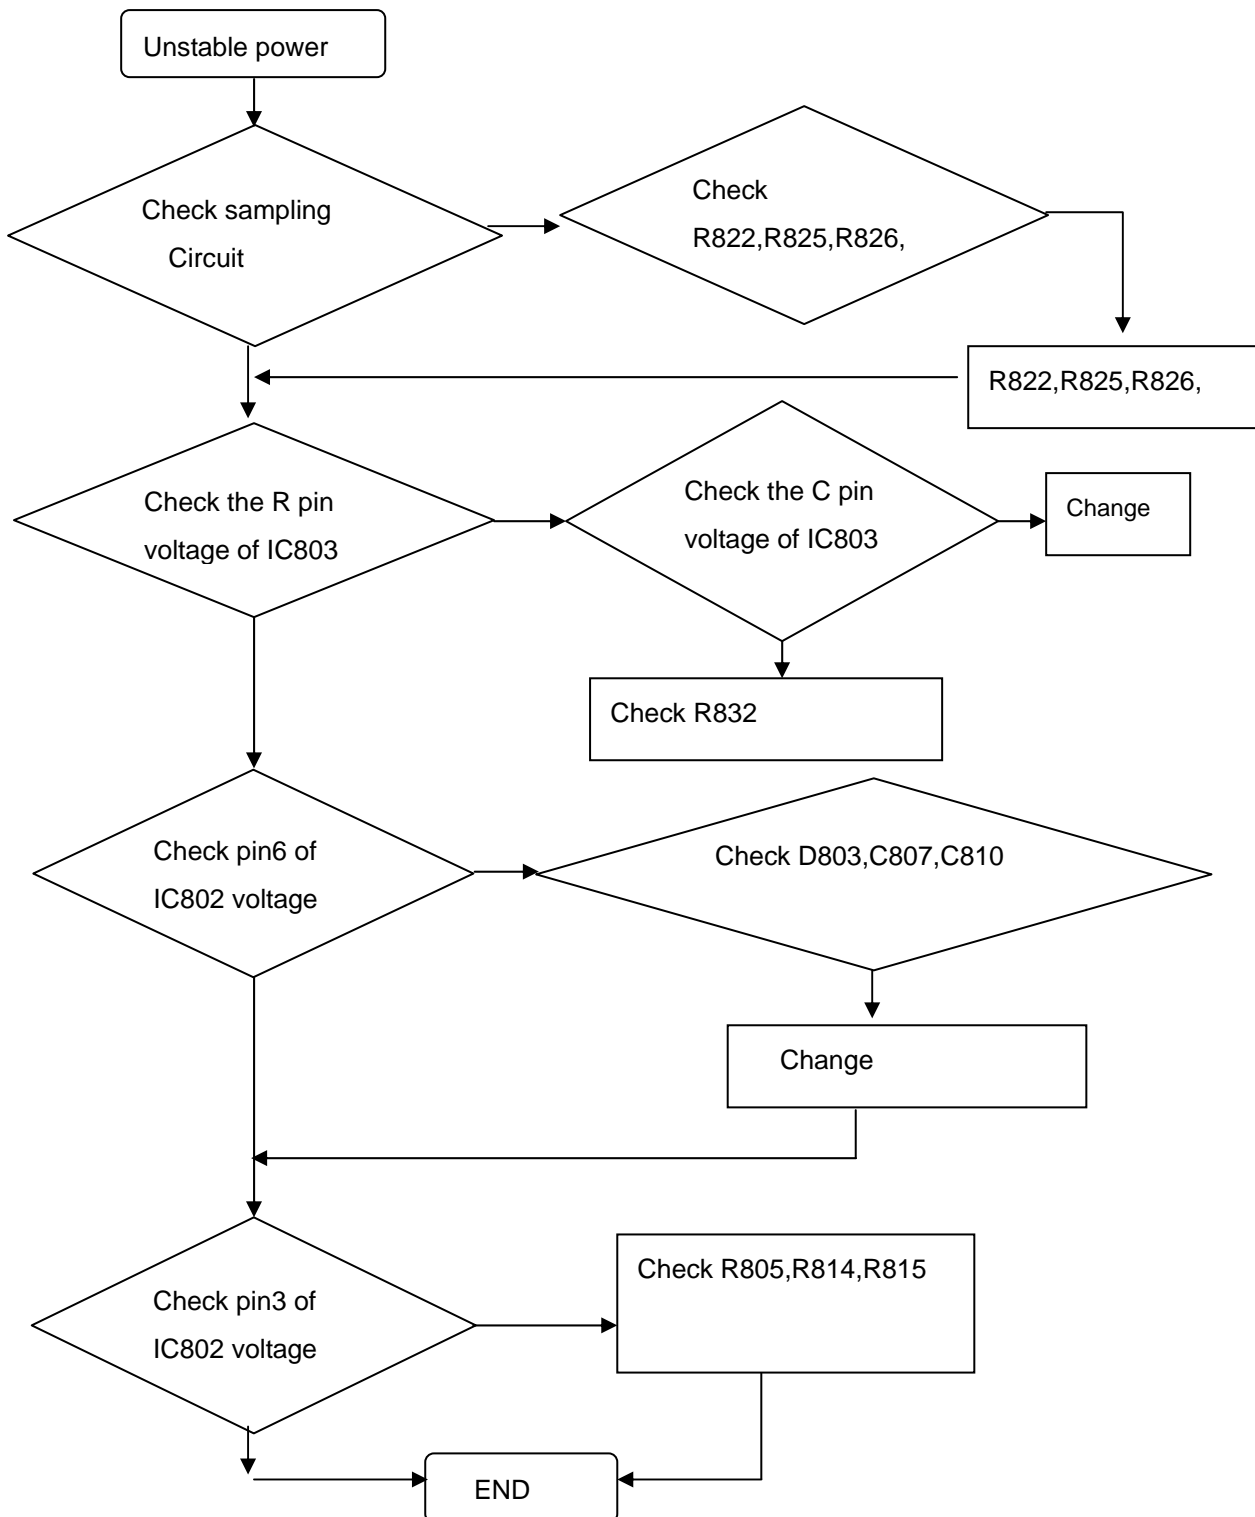 Unstable power
Check sampling
Circuit
Check
R822,R825,R826,
R822,R825,R826,
Check the R pin
voltage of IC803
Check the C pin
voltage of IC803
Change
Check R832
Check pin6 of
IC802 voltage
Check D803,C807,C810
Change
Check pin3 of
IC802 voltage
Check R805,R814,R815
END